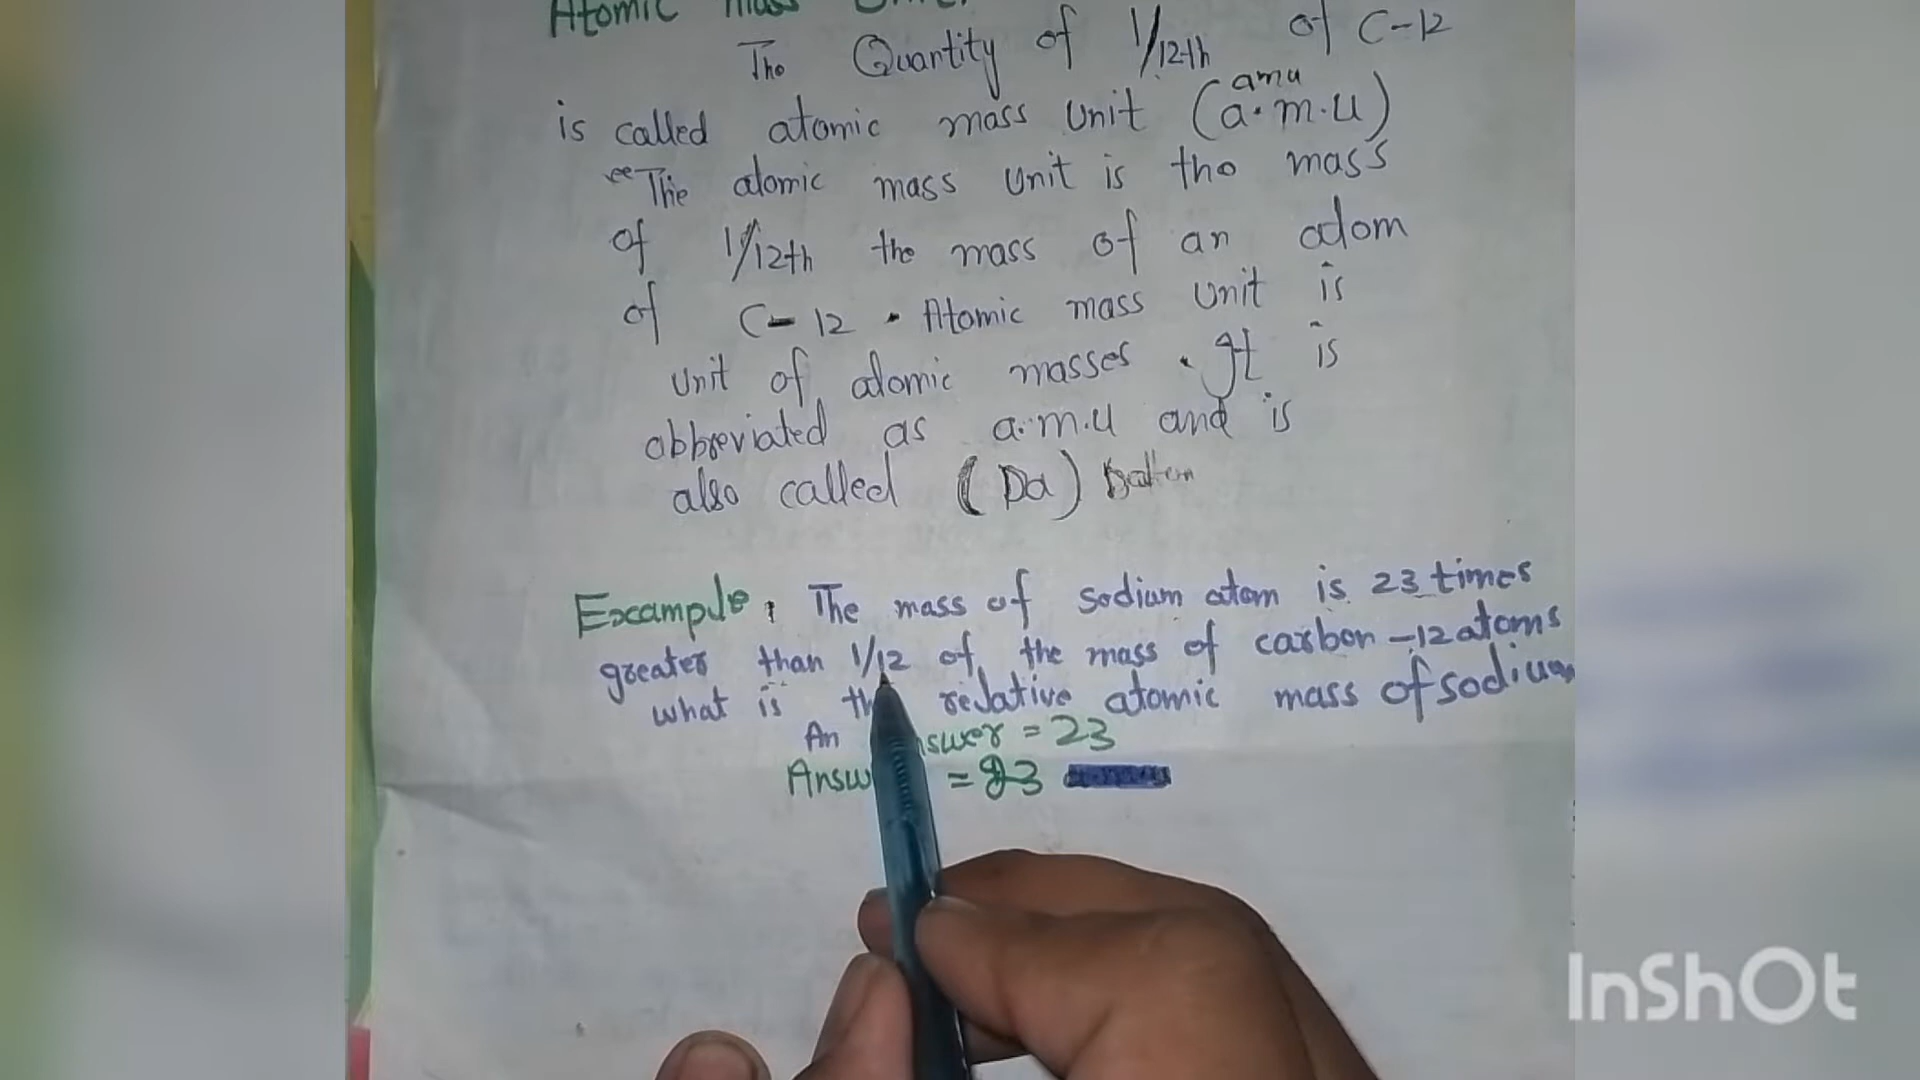 Atomic mass Unit.
The Quantity of 1/12th of C-12
amu
is called atomic mass Unit (a.m.u)
"The atomic mass Unit is the mass
of 1/12th the mass of an atom
of C-12. Atomic mass Unit is
Unit of atomic masses. It is
abbreviated as a.m.u and is
also called (Da)
Example: The mass of sodium atom is 23 times
greater than 1/12 of the mass of carbon-12 atoms
what is the relative atomic mass of sodium
An nswer = 23
Answ = 23
InShOt